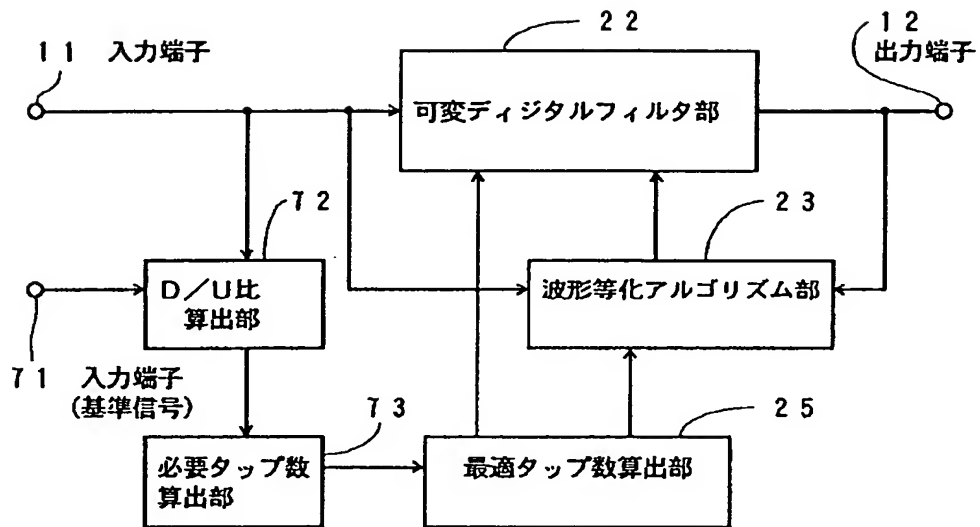 22
12
11 入力端子
出力端子
可変ディジタルフィルタ部
72
23
D/U比
算出部
波形等化アルゴリズム部
71 入力端子
(基準信号)
73
25
必要タップ数
算出部
最適タップ数算出部